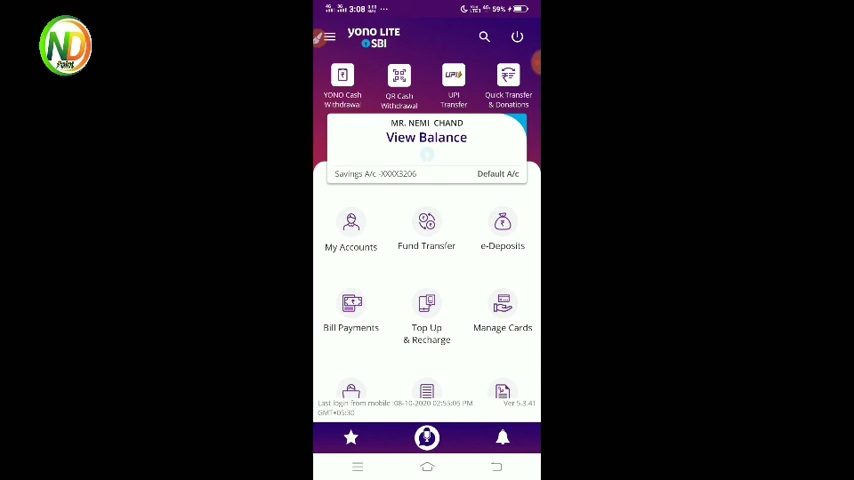 ND
Point
3:08
59%
yono LITE
SBI
YONO Cash
Withdrawal
QR Cash
Withdrawal
UPI
UPI
Transfer
Quick Transfer
& Donations
MR. NEMI CHAND
View Balance
Savings A/c -XXXX3206
Default A/c
My Accounts
Fund Transfer
e-Deposits
Bill Payments
Top Up
& Recharge
Manage Cards
Last login from mobile :08-10-2020 02:55:05 PM
GMT+05:30
Ver 5.3.41